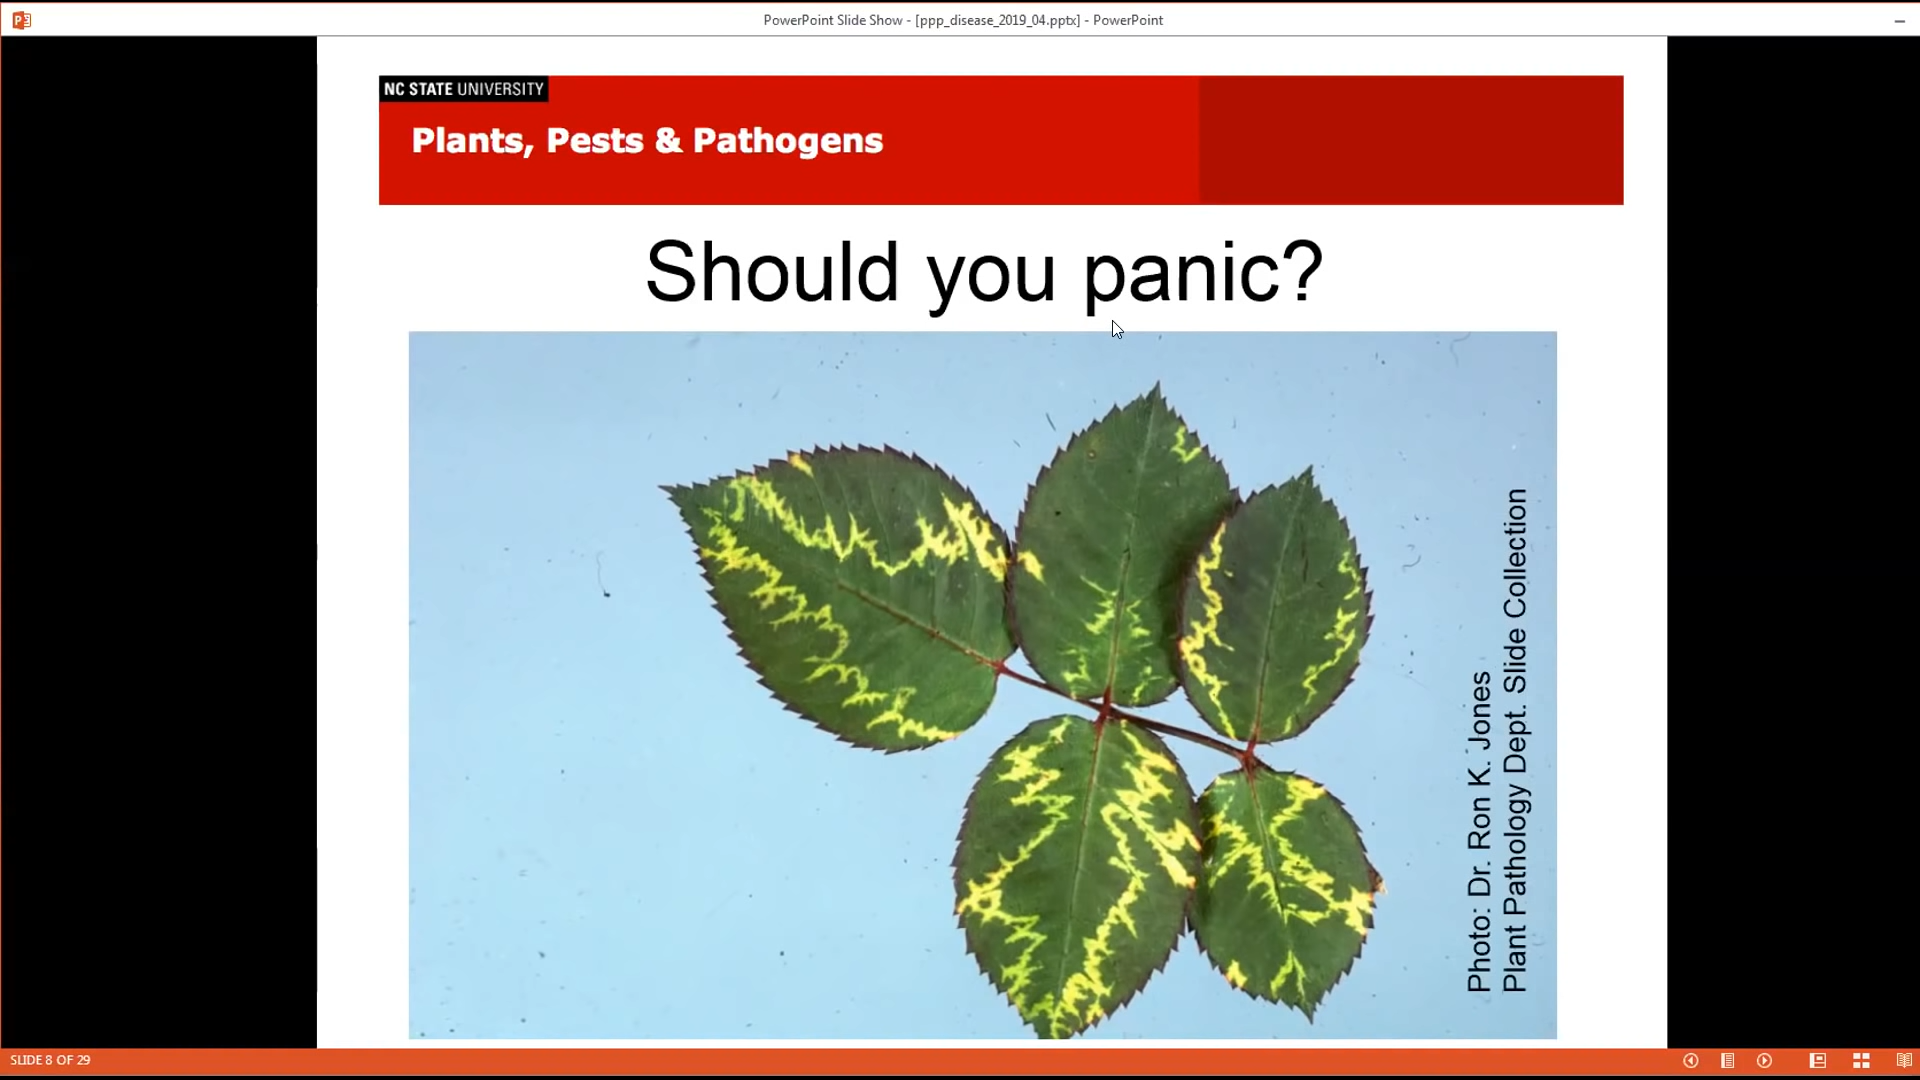 PowerPoint Slide Show - [ppp_disease_2019_04.pptx] - PowerPoint
NC STATE UNIVERSITY
Plants, Pests & Pathogens
Should you panic?
Photo: Dr. Ron K. Jones
Plant Pathology Dept. Slide Collection
SLIDE 8 OF 29